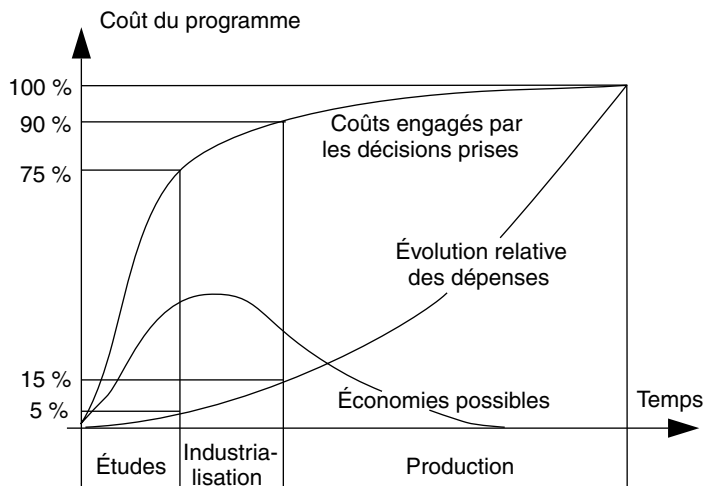 Coût du programme
100 %
90 %
Coûts engagés par
les décisions prises
75 %
Évolution relative
des dépenses
15 %
Économies possibles
Temps
5 %
Études
Industria-
lisation
Production